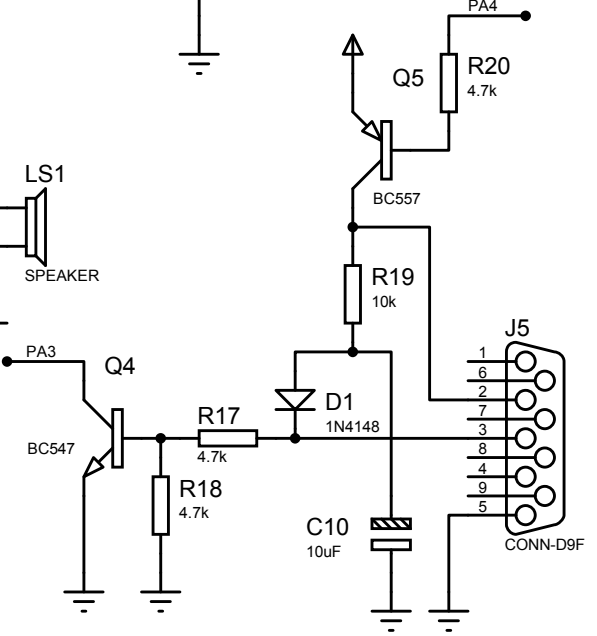 PA4
R20
4.7k
Q5
BC557
LS1
SPEAKER
R19
10k
J5
1
6
2
7
3
8
4
9
5
CONN-D9F
PA3
Q4
BC547
R17
4.7k
D1
1N4148
R18
4.7k
C10
10uF